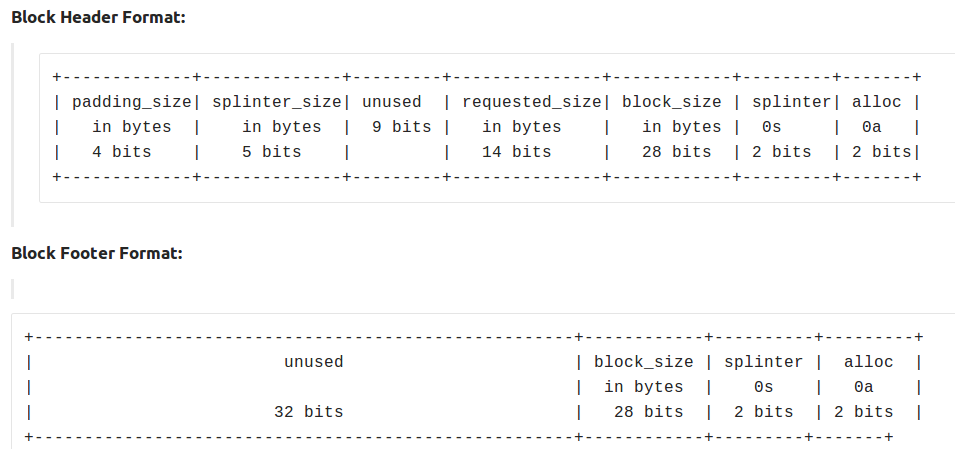 Block Header Format:
+-------------+--------------+---------+---------------+------------+---------+-------+
| padding_size| splinter_size| unused  | requested_size| block_size | splinter| alloc |
|   in bytes  |    in bytes  |  9 bits |   in bytes    |   in bytes |  0s     |  0a   |
|   4 bits    |    5 bits    |         |   14 bits     |   28 bits  | 2 bits  | 2 bits|
+-------------+--------------+---------+---------------+------------+---------+-------+
Block Footer Format:
+------------------------------------------------------+------------+---------+---------+
|                         unused                       | block_size | splinter |  alloc  |
|                                                      |  in bytes  |    0s    |   0a    |
|                        32 bits                       |   28 bits  |  2 bits  | 2 bits  |
+------------------------------------------------------+------------+---------+-------+